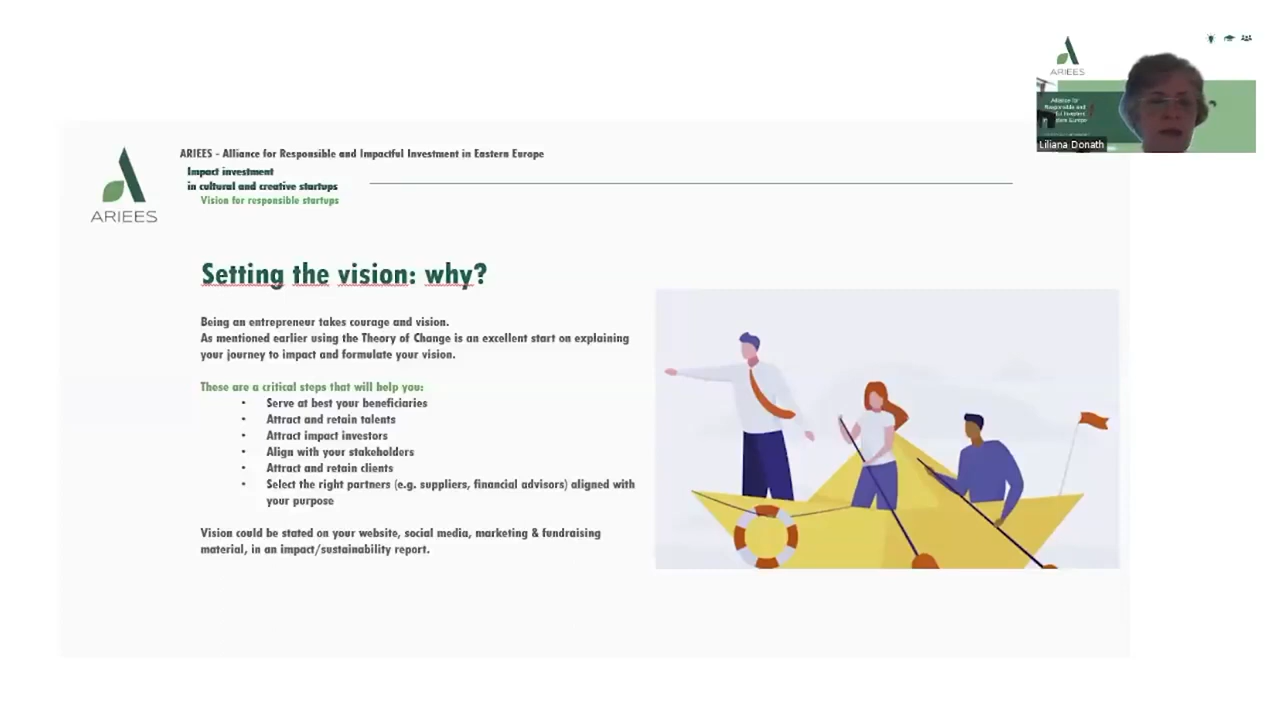 ARIEES
Alliance for
Responsible and
Liliana Donath
ARIEES - Alliance for Responsible and Impactful Investment in Eastern Europe
Impact investment
in cultural and creative startups
Vision for responsible startups
ARIEES
Setting the vision: why?
Being an entrepreneur takes courage and vision.
As mentioned earlier using the Theory of Change is an excellent start on explaining
your journey to impact and formulate your vision.
These are a critical steps that will help you:
• Serve at best your beneficiaries
• Attract and retain talents
• Attract impact investors
• Align with your stakeholders
• Attract and retain clients
• Select the right partners (e.g. suppliers, financial advisors) aligned with
your purpose
Vision could be stated on your website, social media, marketing & fundraising
material, in an impact/sustainability report.